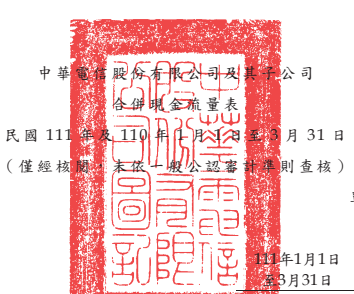 中華電信股份有限公司及其子公司
合併現金流量表
民國 111 年及 110 年 1 月 1 日至 3 月 31 日
（僅經核閱，未依一般公認審計準則查核）
111年1月1日
至3月31日